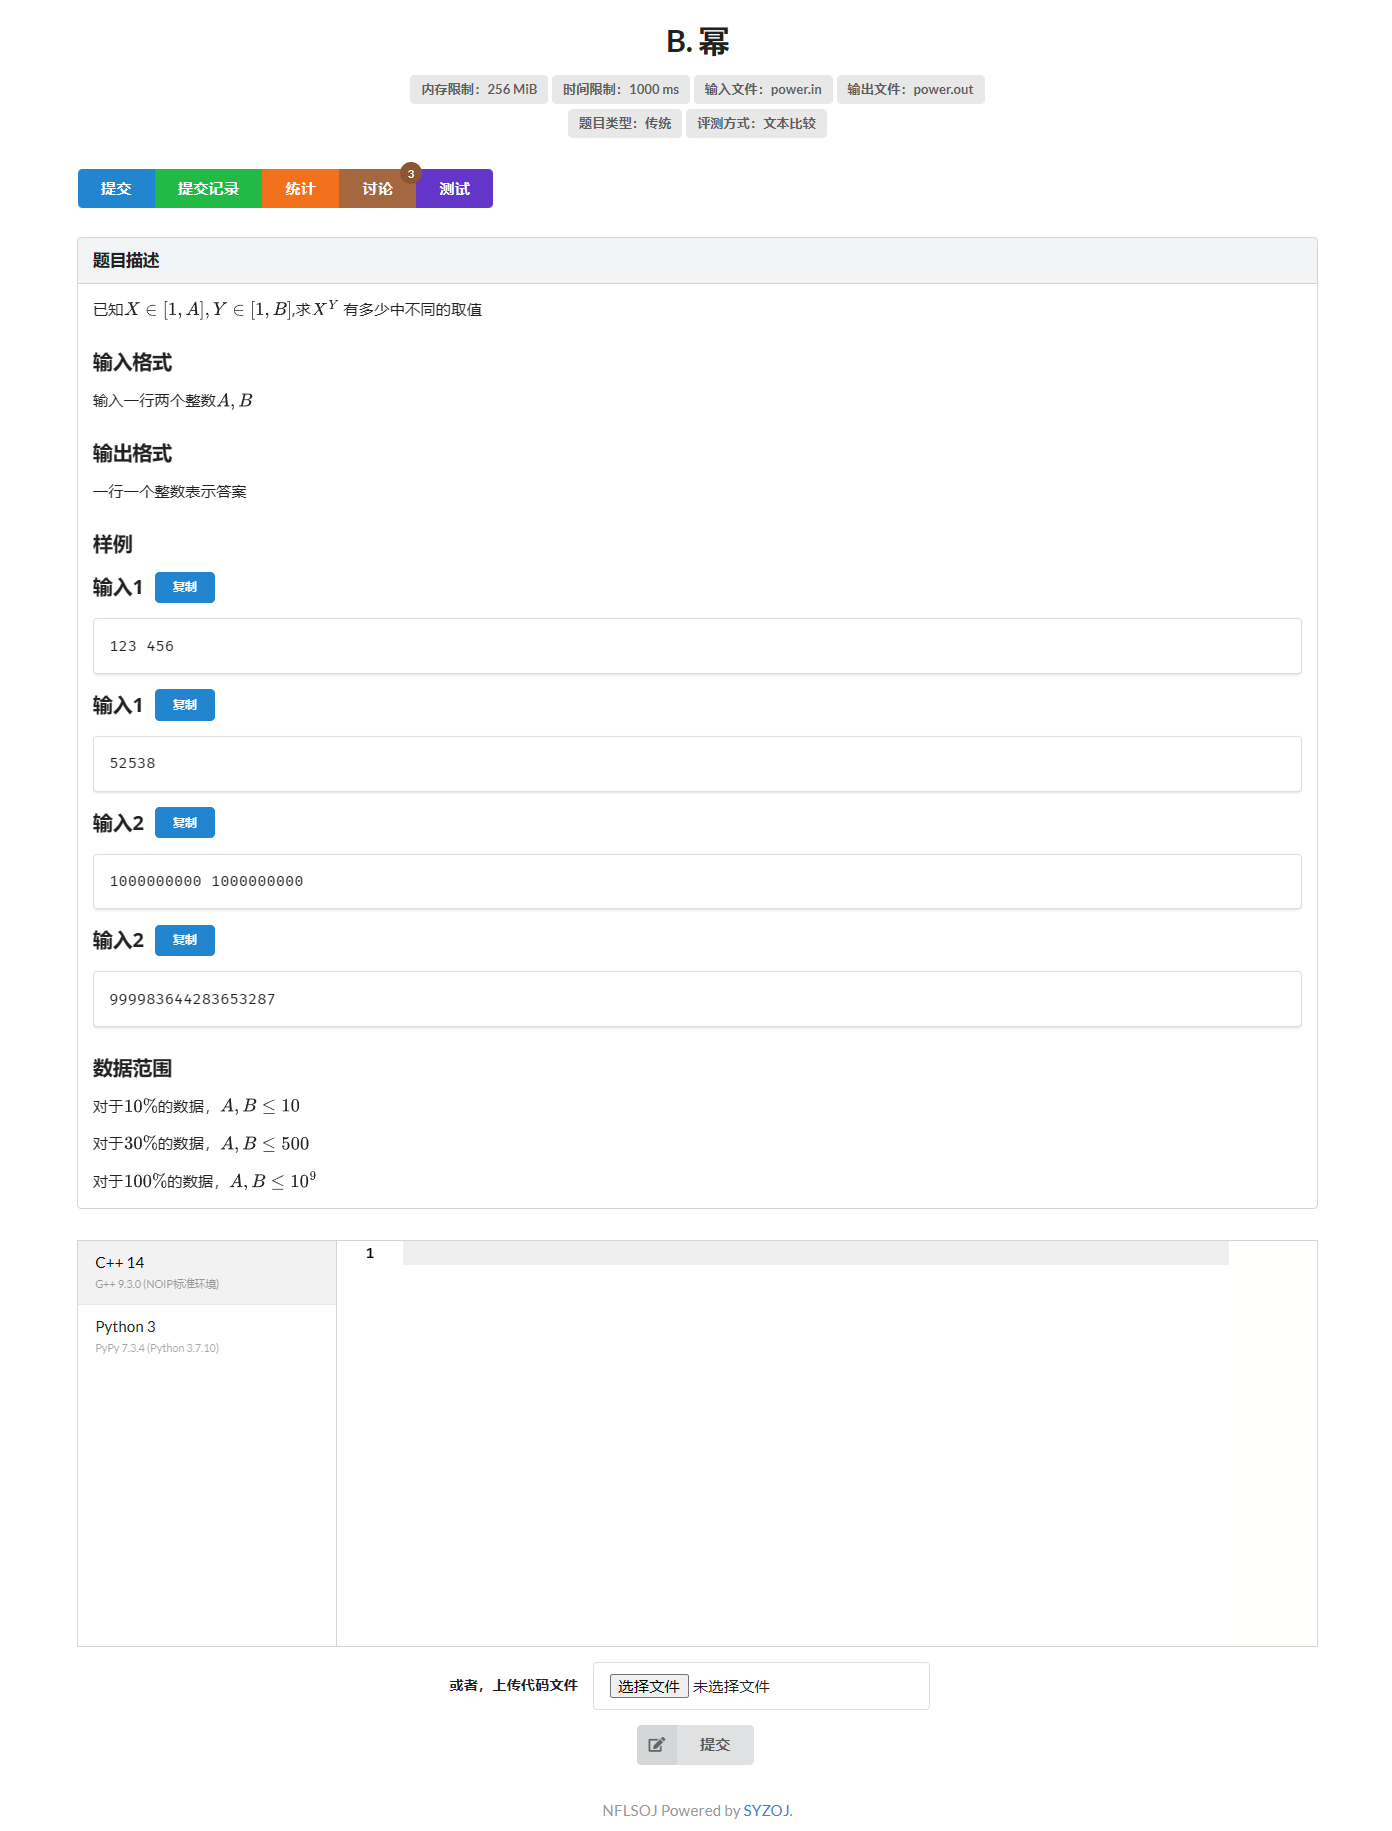 B. 幂
内存限制：256 MiB
时间限制：1000 ms
输入文件：power.in
输出文件：power.out
题目类型：传统
评测方式：文本比较
提交
提交记录
统计
讨论
3
测试
题目描述
已知X ∈ [1, A], Y ∈ [1, B],求X^Y 有多少中不同的取值
输入格式
输入一行两个整数A, B
输出格式
一行一个整数表示答案
样例
输入1 复制
123 456
输入1 复制
52538
输入2 复制
1000000000 1000000000
输入2 复制
999983644283653287
数据范围
对于10%的数据，A, B ≤ 10
对于30%的数据，A, B ≤ 500
对于100%的数据，A, B ≤ 10^9
C++ 14
G++ 9.3.0 (NOIP标准环境)
Python 3
PyPy 7.3.4 (Python 3.7.10)
1
或者，上传代码文件
选择文件 未选择文件
提交
NFLSOJ Powered by SYZOJ.